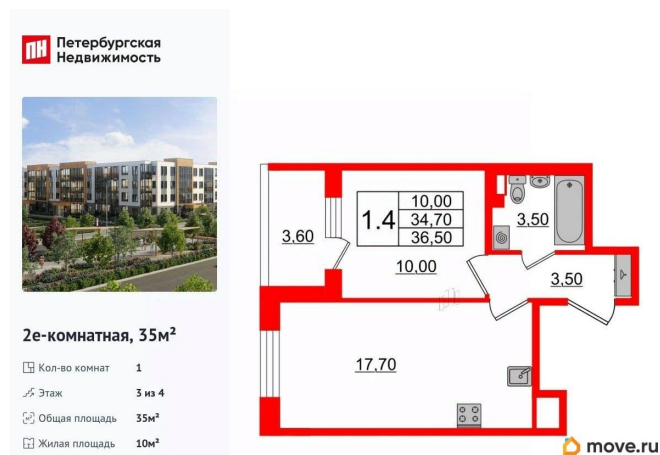 ПН Петербургская
Недвижимость
2е-комнатная, 35м²
Кол-во комнат 1
Этаж 3 из 4
Общая площадь 35м²
Жилая площадь 10м²
3,60
1.4
10,00
34,70
36,50
10,00
3,50
3,50
17,70
move.ru